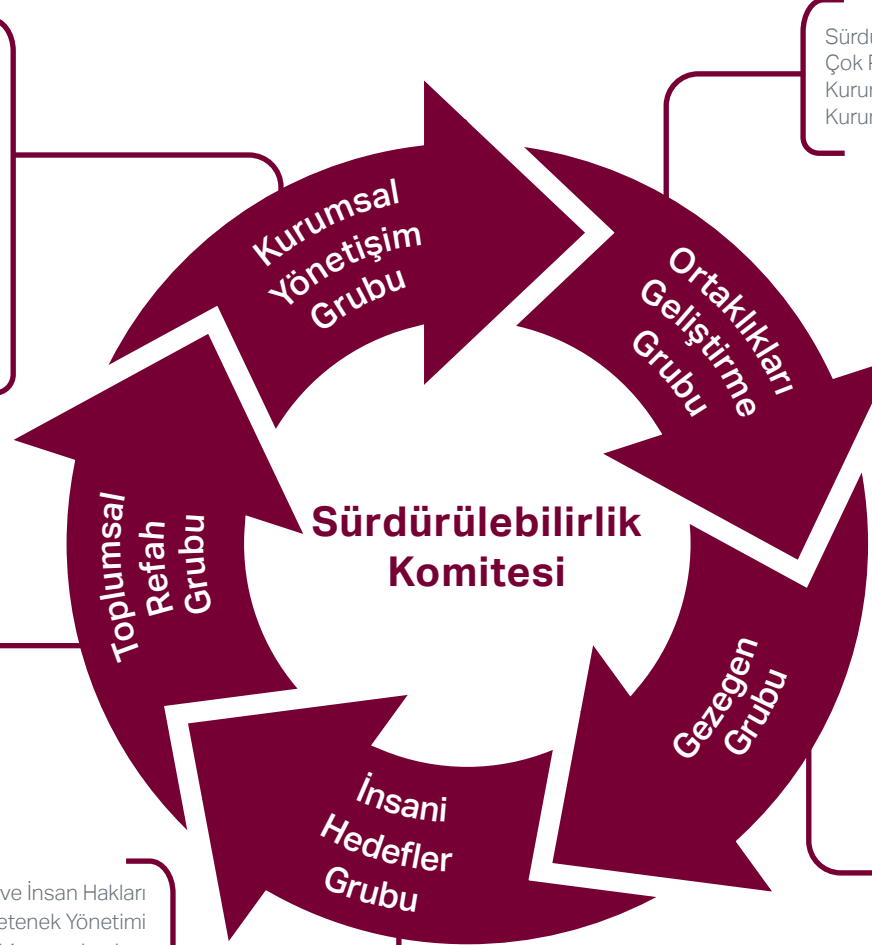 Kurumsal
Yönetişim
Grubu
Ortaklıkları
Geliştirme
Grubu
Gezegen
Grubu
İnsani
Hedefler
Grubu
Toplumsal
Refah
Grubu
Sürdürülebilirlik
Komitesi
Çok
ve İnsan Hakları
Yönetimi